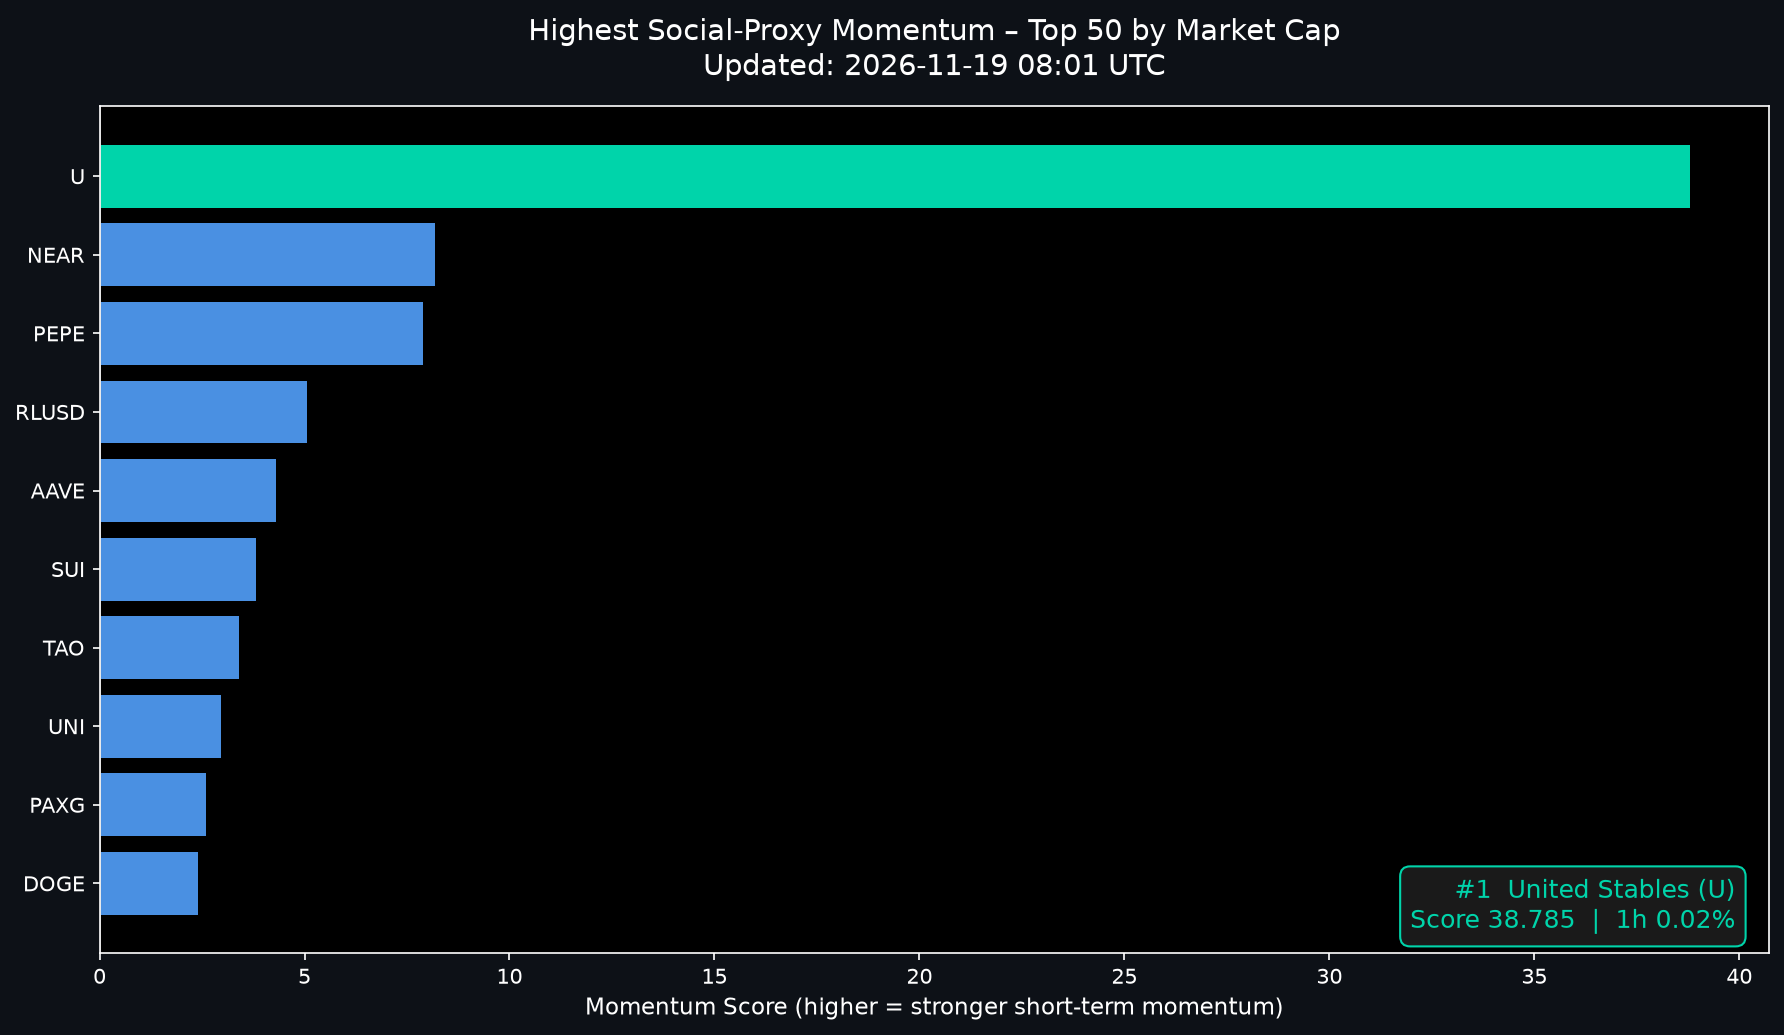 Highest Social-Proxy Momentum – Top 50 by Market Cap
Updated: 2026-11-19 08:01 UTC
U
NEAR
PEPE
RLUSD
AAVE
SUI
TAO
UNI
PAXG
DOGE
#1 United Stables (U)
Score 38.785 | 1h 0.02%
0 5 10 15 20 25 30 35 40
Momentum Score (higher = stronger short-term momentum)